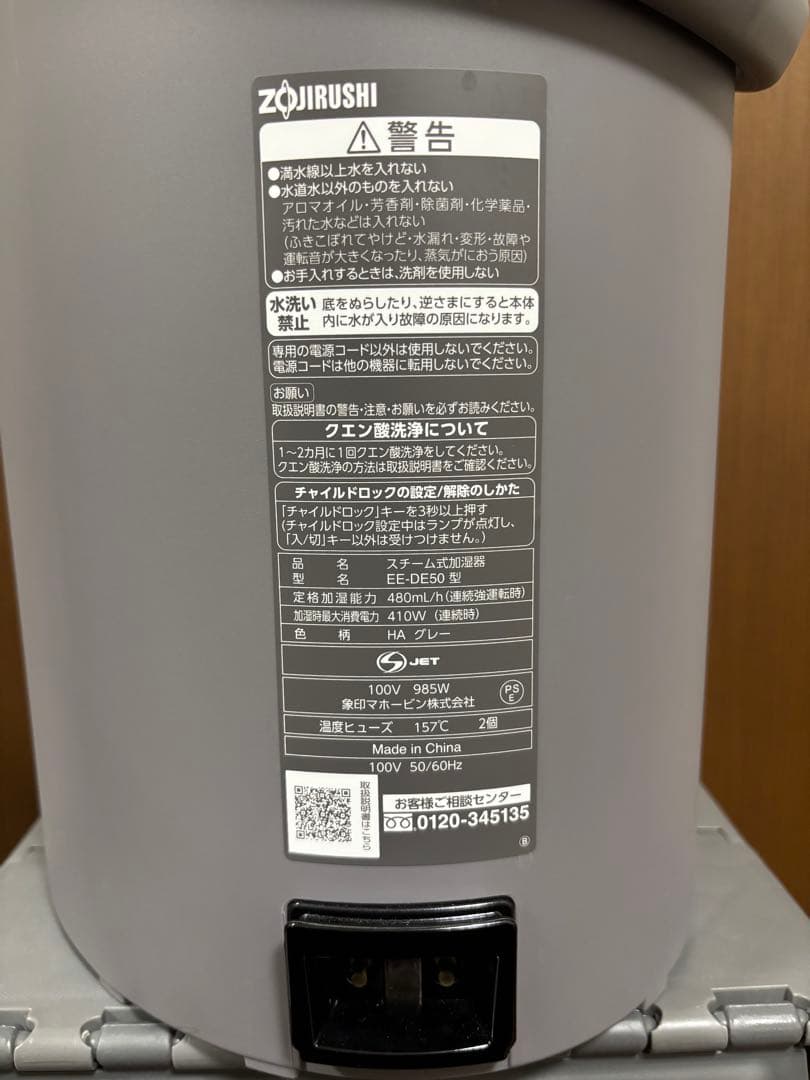 ZOJIRUSHI
警告
●満水線以上水を入れない
●水道水以外のものを入れない
アロマオイル・芳香剤・除菌剤・化学薬品・
汚れた水などは入れない
(ふきこぼれてやけど・水漏れ・変形・故障や
運転音が大きくなったり、蒸気がにおう原因)
●お手入れするときは、洗剤を使用しない
水洗い
禁止
底をぬらしたり、逆さまにすると本体
内に水が入り故障の原因になります。
専用の電源コード以外は使用しないでください。
電源コードは他の機器に転用しないでください。
お願い
取扱説明書の警告・注意・お願いを必ずお読みください。
クエン酸洗浄について
1~2カ月に1回クエン酸洗浄をしてください。
クエン酸洗浄の方法は取扱説明書をご確認ください。
チャイルドロックの設定/解除のしかた
「チャイルドロック」キーを3秒以上押す
(チャイルドロック設定中はランプが点灯し、
「入/切」キー以外は受けつけません。)
品名 スチーム式加湿器
型名 EE-DE50 型
定格加湿能力 480mL/h (連続強運転時)
加湿時最大消費電力 410W (連続時)
色柄 HA グレー
JET
100V 985W
象印マホービン株式会社
PSE
温度ヒューズ 157℃ 2個
Made in China
100V 50/60Hz
取扱説明書はこちら
お客様ご相談センター
0120-345135
B